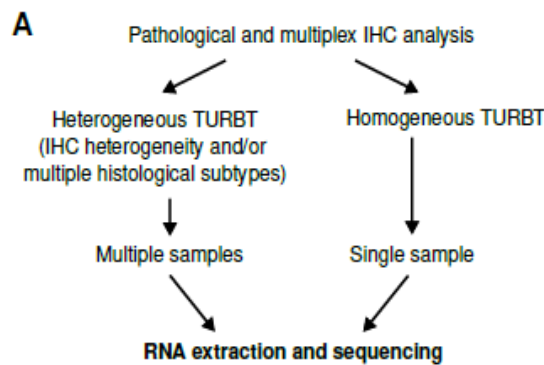 A
Pathological and multiplex IHC analysis
Heterogeneous TURBT
(IHC heterogeneity and/or
multiple histological subtypes)
Homogeneous TURBT
Multiple samples
Single sample
RNA extraction and sequencing